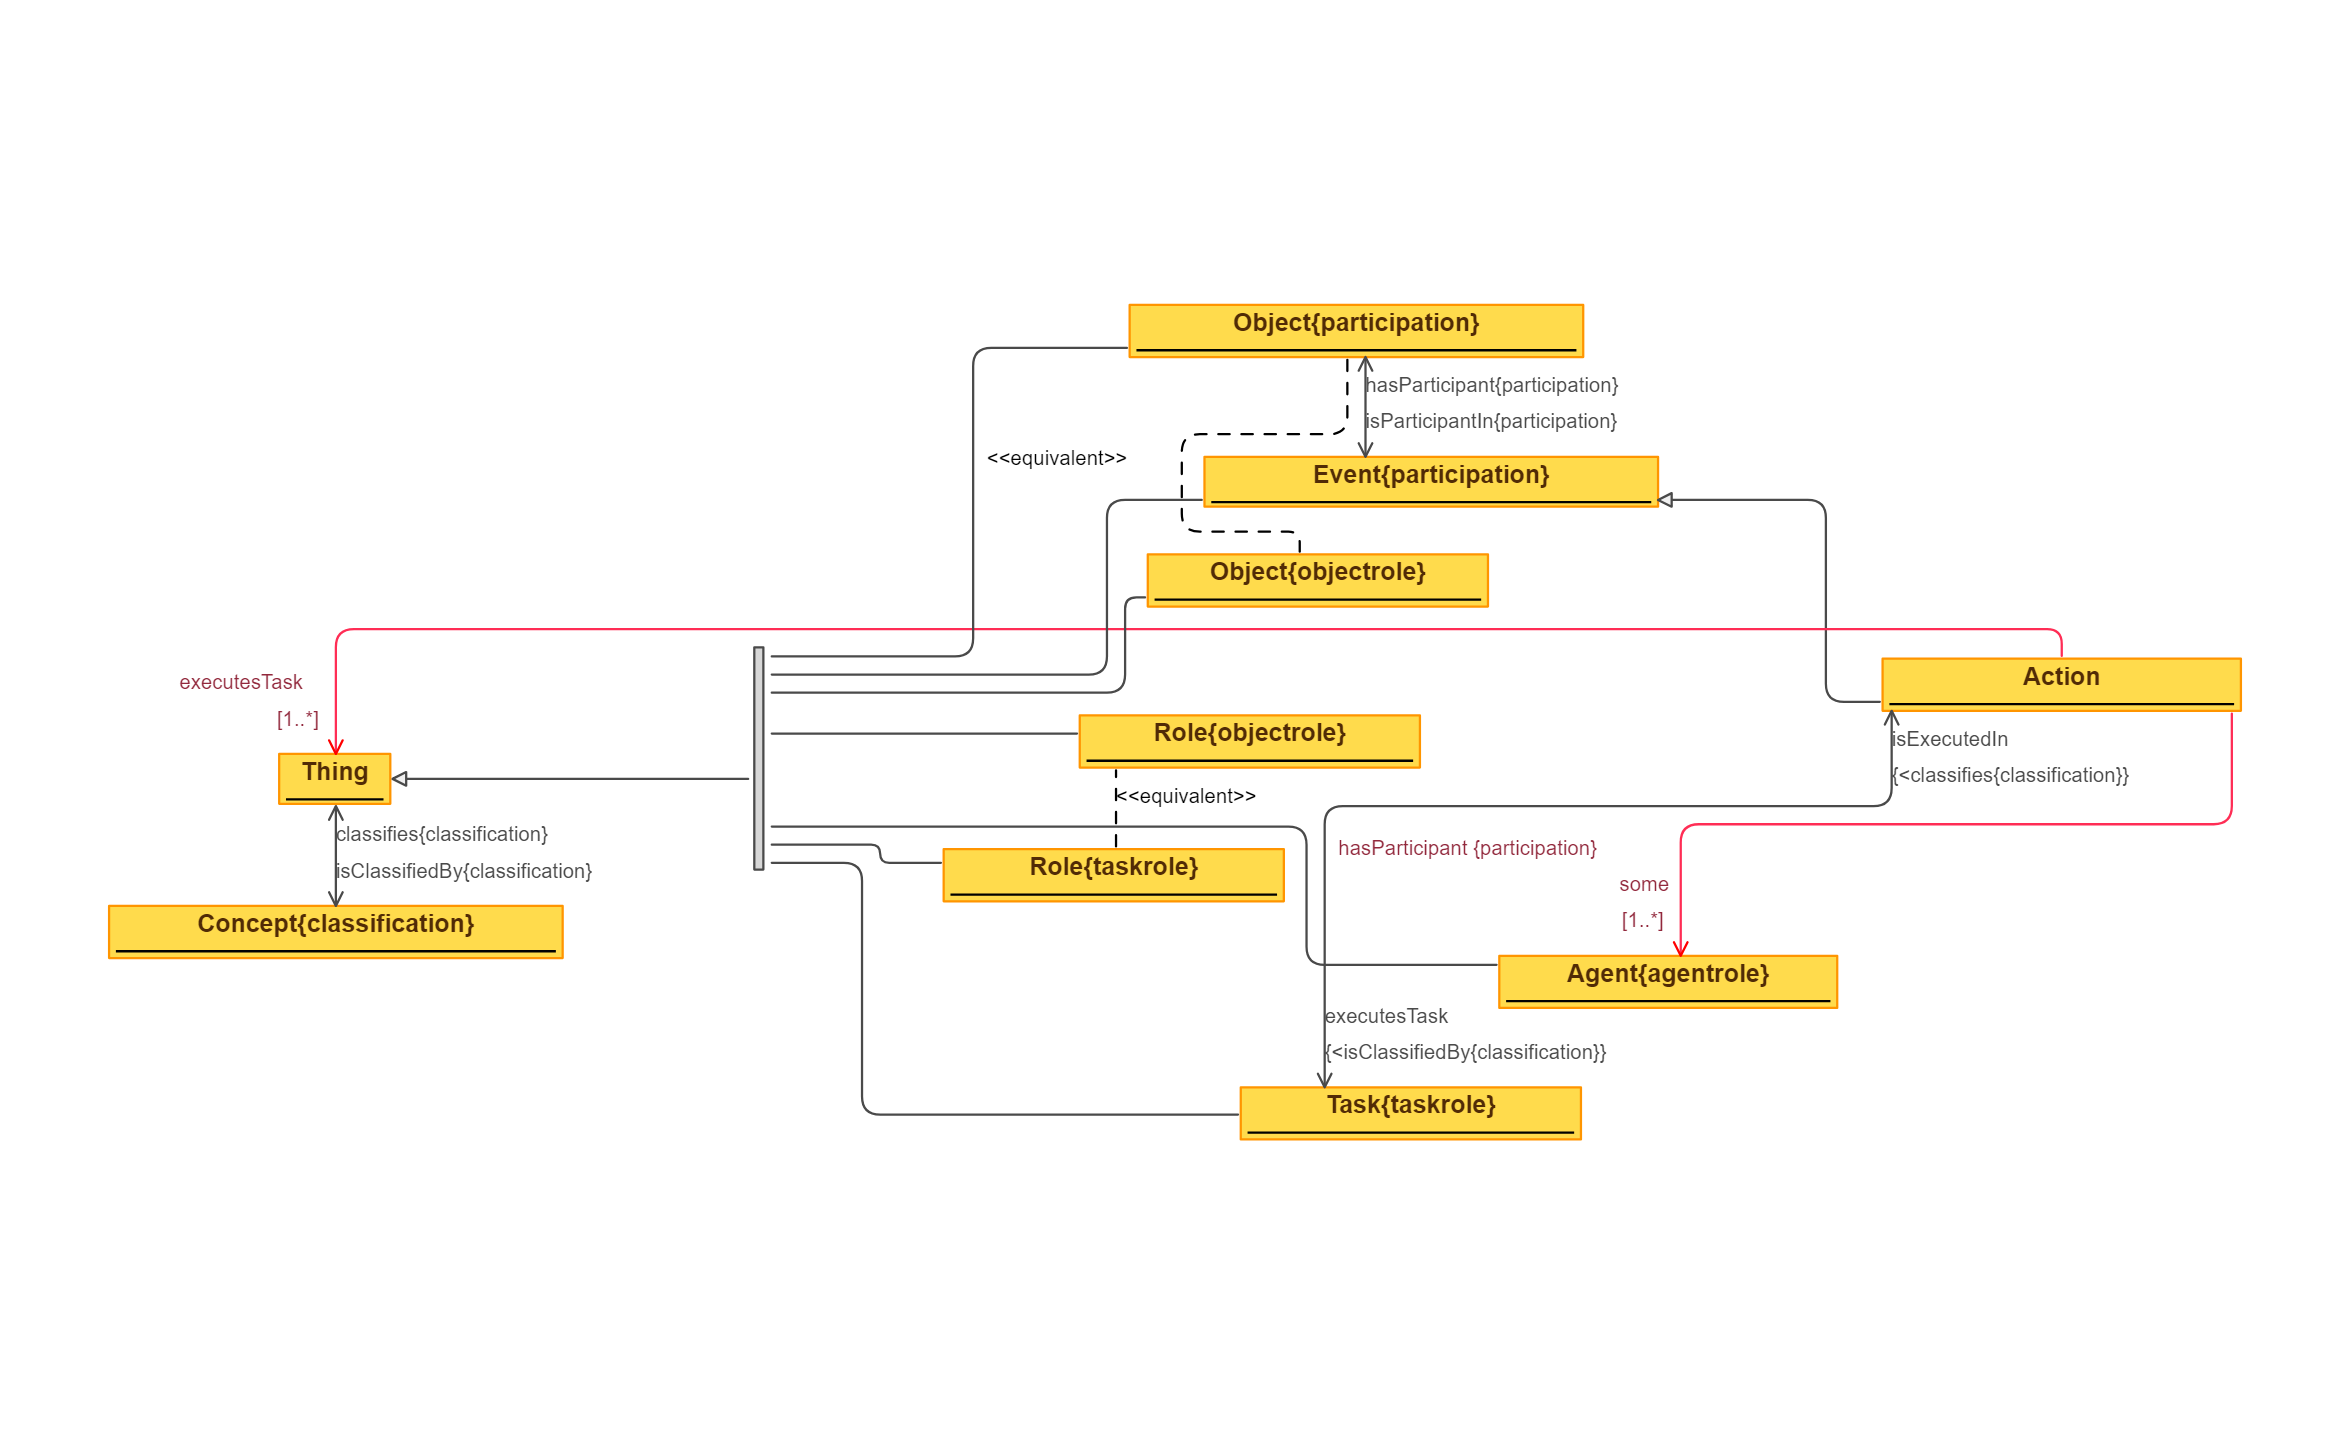 Object{participation}
hasParticipant{participation}
isParticipantIn{participation}
<<equivalent>>
Event{participation}
Object{objectrole}
executesTask
[1..*]
Action
Role{objectrole}
isExecutedIn
{<classifies{classification}}
Thing
<<equivalent>>
classifies{classification}
isClassifiedBy{classification}
hasParticipant {participation}
some
[1..*]
Role{taskrole}
Concept{classification}
Agent{agentrole}
executesTask
{<isClassifiedBy{classification}}
Task{taskrole}